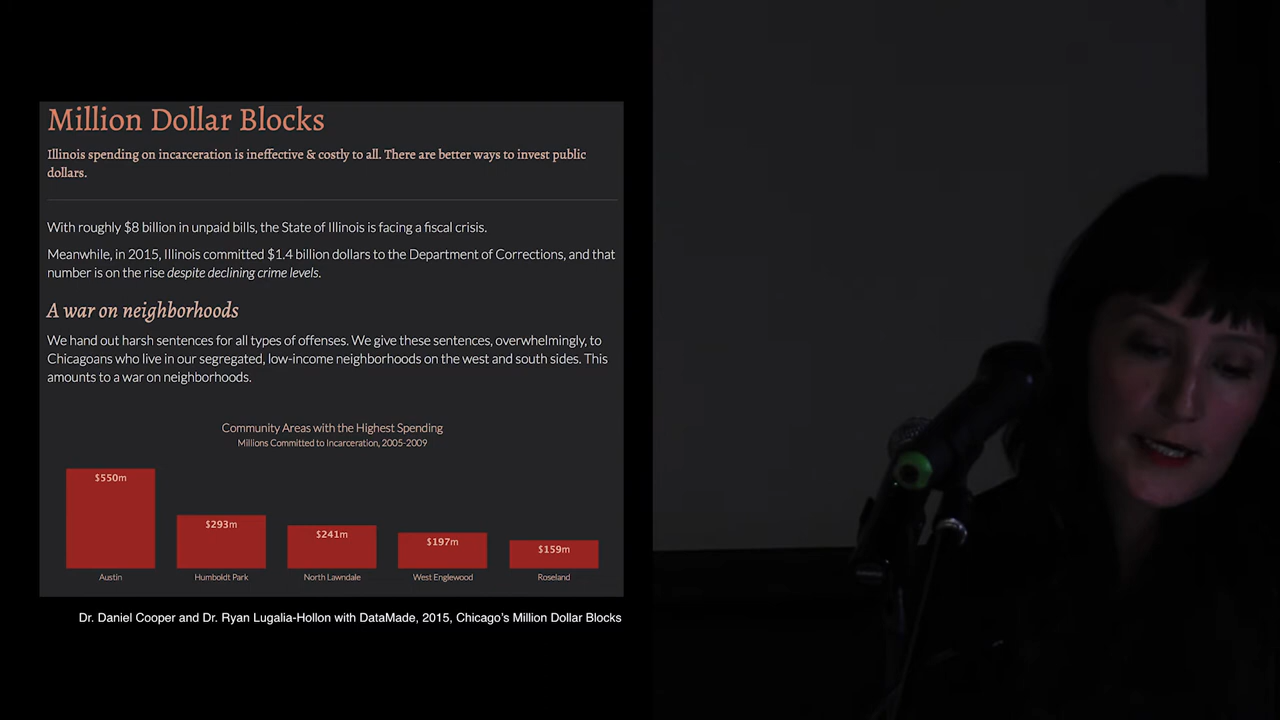 Million Dollar Blocks
Illinois spending on incarceration is ineffective & costly to all. There are better ways to invest public
dollars.
With roughly $8 billion in unpaid bills, the State of Illinois is facing a fiscal crisis.
Meanwhile, in 2015, Illinois committed $1.4 billion dollars to the Department of Corrections, and that
number is on the rise despite declining crime levels.
A war on neighborhoods
We hand out harsh sentences for all types of offenses. We give these sentences, overwhelmingly, to
Chicagoans who live in our segregated, low-income neighborhoods on the west and south sides. This
amounts to a war on neighborhoods.
Community Areas with the Highest Spending
Millions Committed to Incarceration, 2005-2009
$550m
$293m
$241m
$197m
$159m
Austin
Humboldt Park
North Lawndale
West Englewood
Roseland
Dr. Daniel Cooper and Dr. Ryan Lugalia-Hollon with DataMade, 2015, Chicago's Million Dollar Blocks